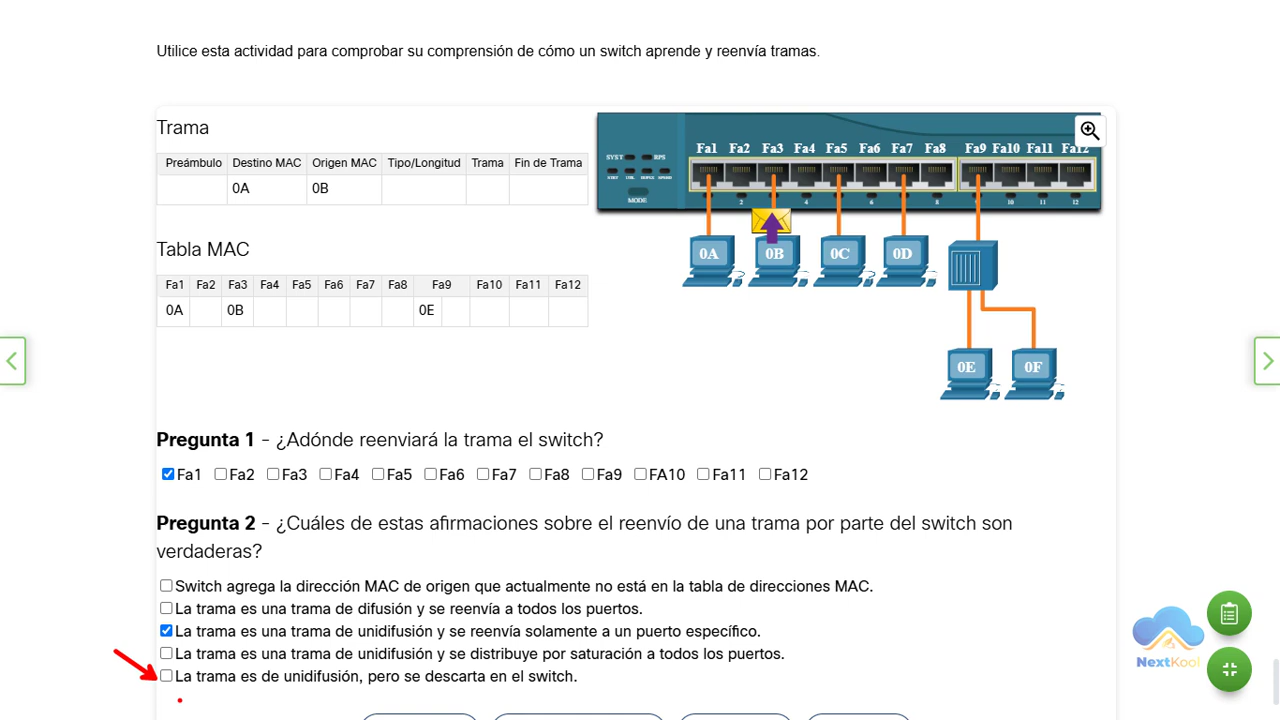 Utilice esta actividad para comprobar su comprensión de cómo un switch aprende y reenvía tramas.
Trama
Preámbulo Destino MAC Origen MAC Tipo/Longitud Trama Fin de Trama
0A 0B
Tabla MAC
Fa1 Fa2 Fa3 Fa4 Fa5 Fa6 Fa7 Fa8 Fa9 Fa10 Fa11 Fa12
0A 0B 0E
Fa1 Fa2 Fa3 Fa4 Fa5 Fa6 Fa7 Fa8 Fa9 Fa10 Fa11 Fa12
SYST RPS
MODE
2 4 6 8 10 11 12
0A 0B 0C 0D
0E 0F
Pregunta 1 - ¿Adónde reenviará la trama el switch?
Fa1 Fa2 Fa3 Fa4 Fa5 Fa6 Fa7 Fa8 Fa9 FA10 Fa11 Fa12
Pregunta 2 - ¿Cuáles de estas afirmaciones sobre el reenvío de una trama por parte del switch son
verdaderas?
Switch agrega la dirección MAC de origen que actualmente no está en la tabla de direcciones MAC.
La trama es una trama de difusión y se reenvía a todos los puertos.
La trama es una trama de unidifusión y se reenvía solamente a un puerto específico.
La trama es una trama de unidifusión y se distribuye por saturación a todos los puertos.
La trama es de unidifusión, pero se descarta en el switch.
NextKool